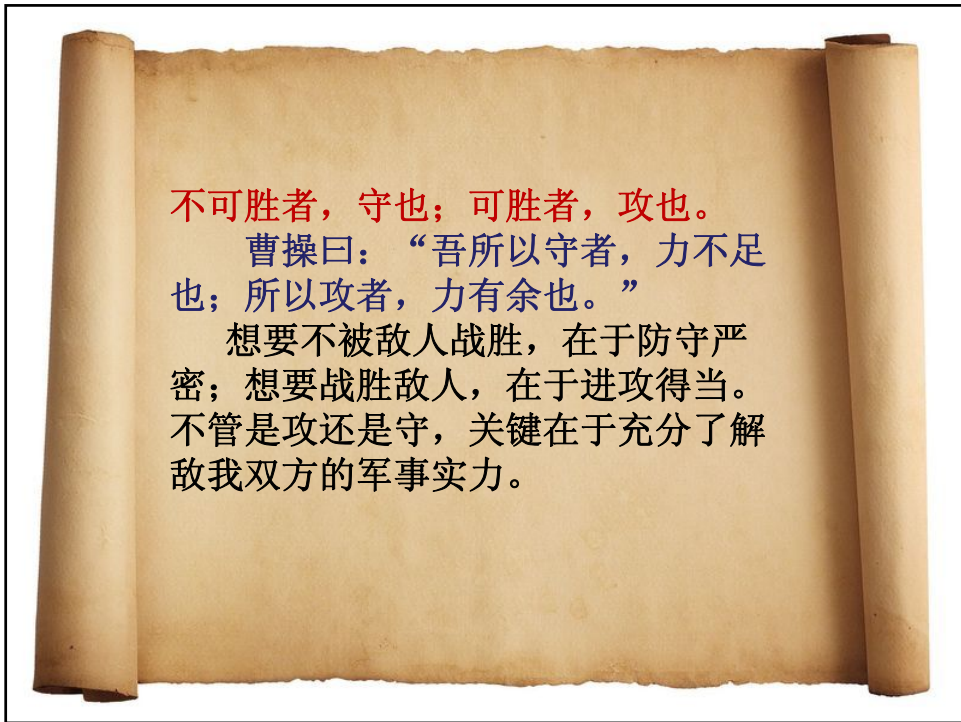 不可胜者，守也；可胜者，攻也。
曹操曰：“吾所以守者，力不足
也；所以攻者，力有余也。”
想要不被敌人战胜，在于防守严
密；想要战胜敌人，在于进攻得当。
不管是攻还是守，关键在于充分了解
敌我双方的军事实力。